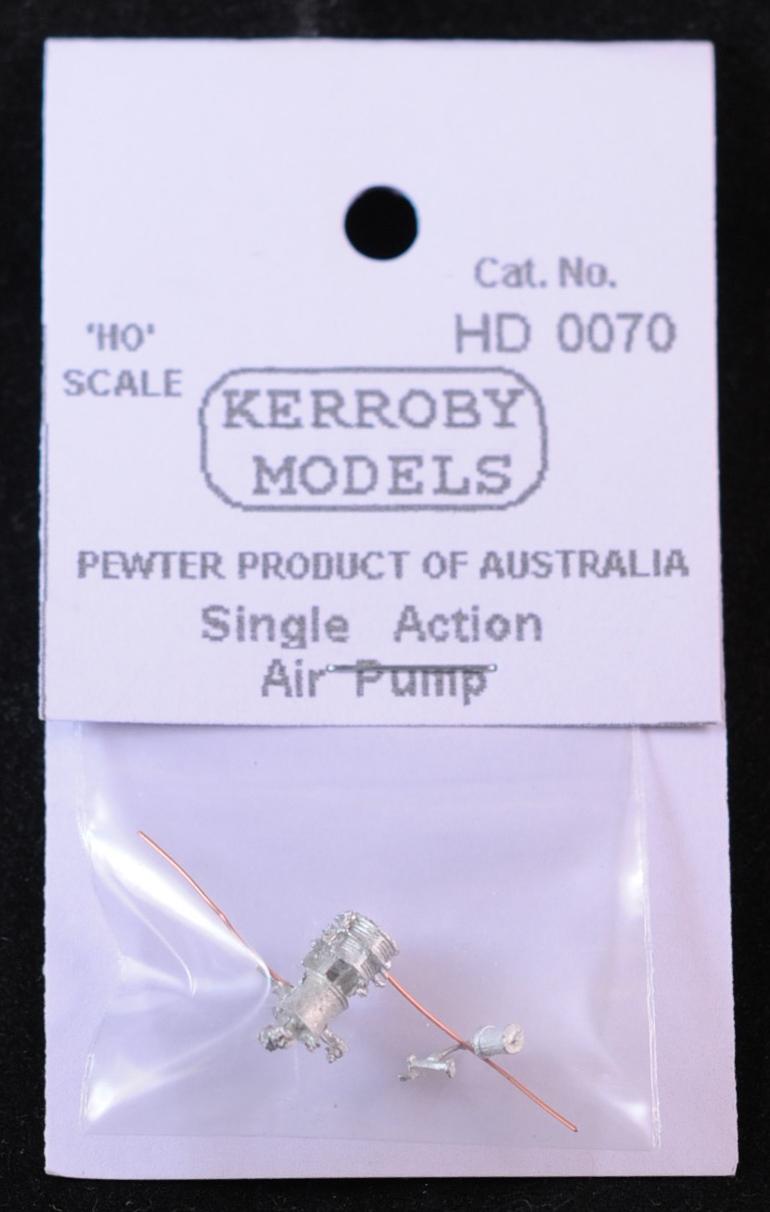 Cat. No.
HD 0070
'HO'
SCALE
KERROBY
MODELS
PEWTER PRODUCT OF AUSTRALIA
Single Action
Air Pump